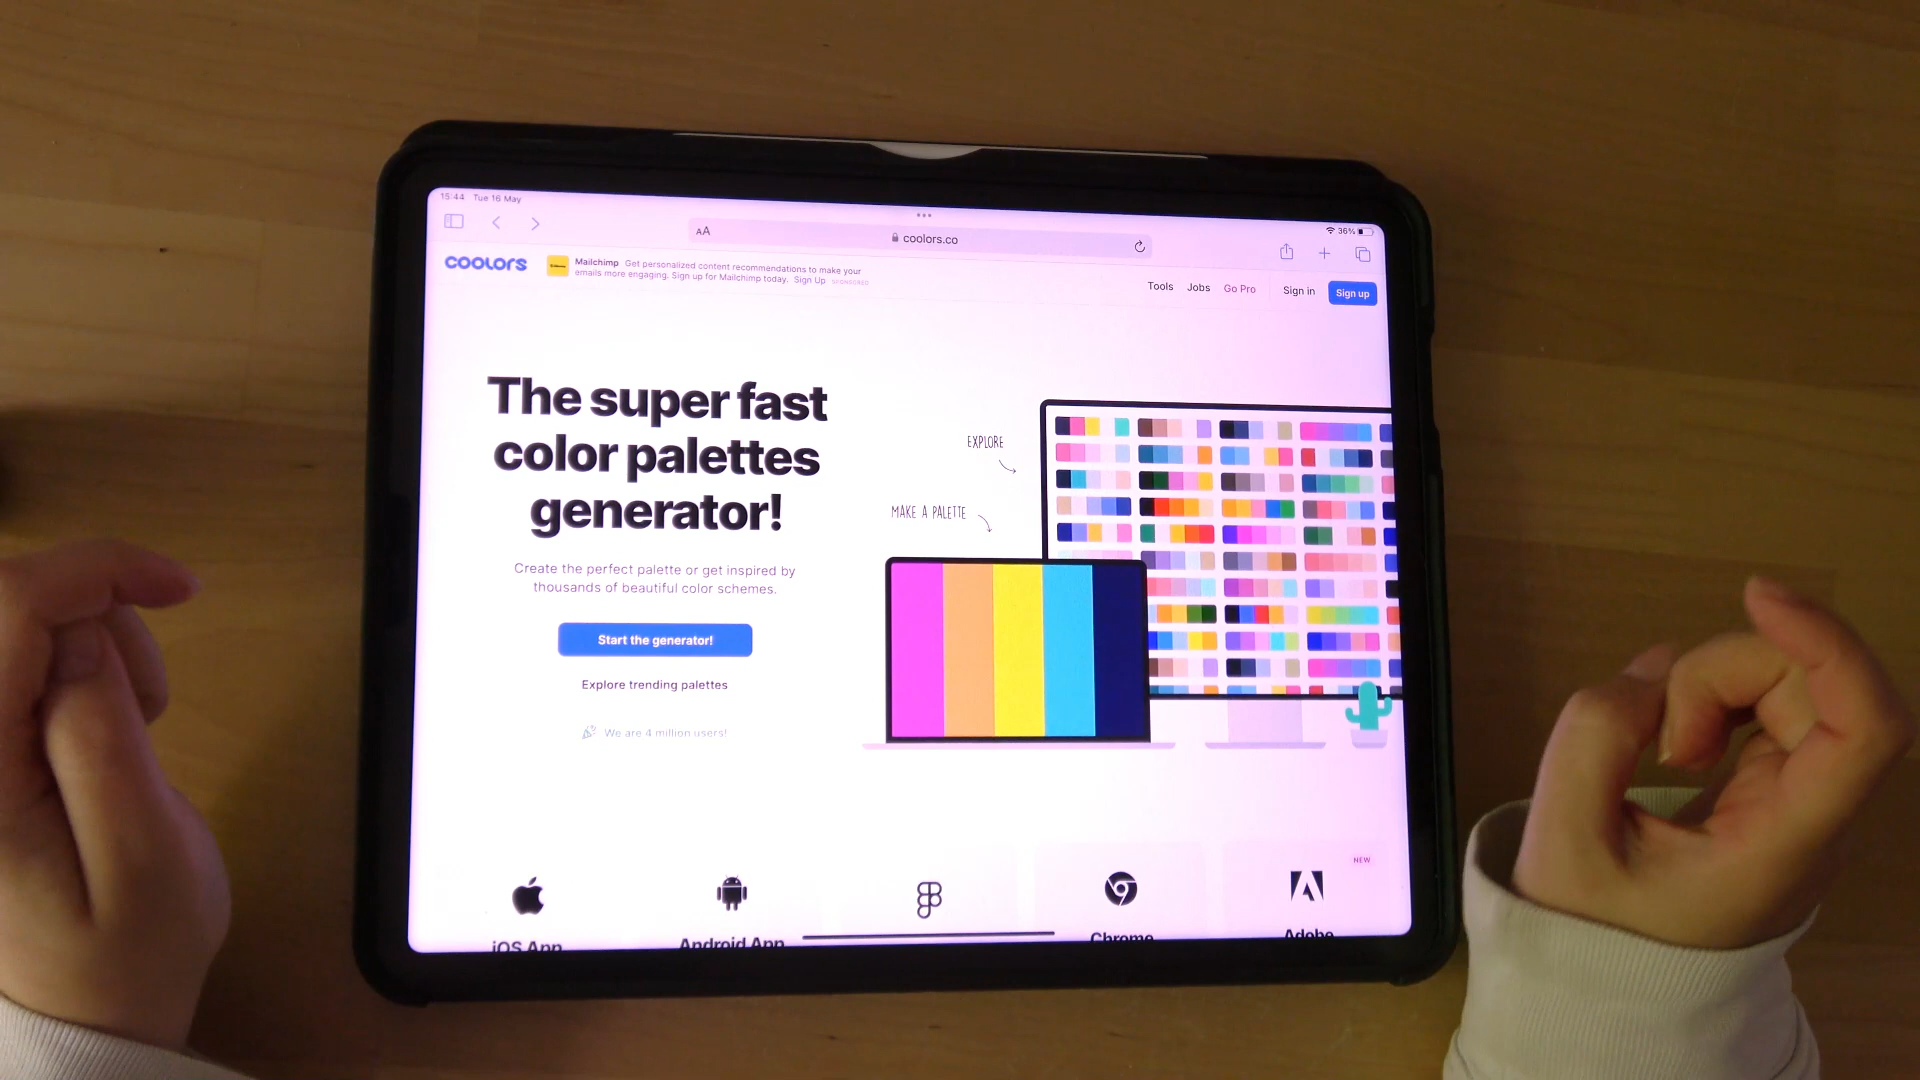 15:44 Tue 16 May
36%
AA
coolors.co
coolors
Mailchimp Get personalized content recommendations to make your
emails more engaging. Sign up for Mailchimp today. Sign Up SPONSORED
Tools Jobs Go Pro Sign in Sign up
The super fast
color palettes
generator!
EXPLORE
MAKE A PALETTE
Create the perfect palette or get inspired by
thousands of beautiful color schemes.
Start the generator!
Explore trending palettes
We are 4 million users!
NEW
iOS App
Android App
Chrome
Adobe